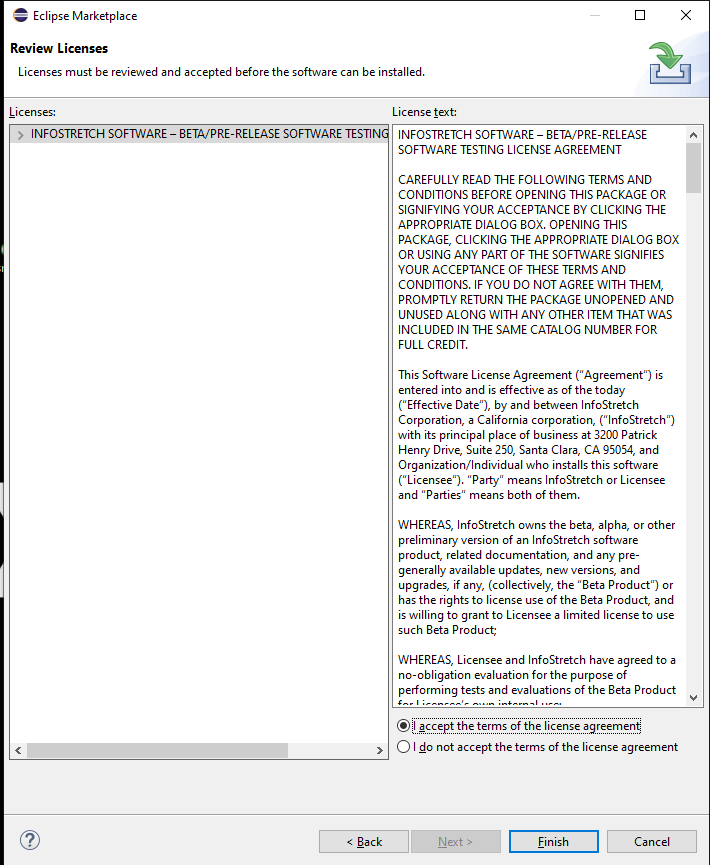 Eclipse Marketplace
Review Licenses
Licenses must be reviewed and accepted before the software can be installed.
Licenses:
INFOSTRETCH SOFTWARE – BETA/PRE-RELEASE SOFTWARE TESTING
License text:
INFOSTRETCH SOFTWARE – BETA/PRE-RELEASE
SOFTWARE TESTING LICENSE AGREEMENT
CAREFULLY READ THE FOLLOWING TERMS AND
CONDITIONS BEFORE OPENING THIS PACKAGE OR
SIGNIFYING YOUR ACCEPTANCE BY CLICKING THE
APPROPRIATE DIALOG BOX. OPENING THIS
PACKAGE, CLICKING THE APPROPRIATE DIALOG BOX
OR USING ANY PART OF THE SOFTWARE SIGNIFIES
YOUR ACCEPTANCE OF THESE TERMS AND
CONDITIONS. IF YOU DO NOT AGREE WITH THEM,
PROMPTLY RETURN THE PACKAGE UNOPENED AND
UNUSED ALONG WITH ANY OTHER ITEM THAT WAS
INCLUDED IN THE SAME CATALOG NUMBER FOR
FULL CREDIT.
This Software License Agreement (“Agreement”) is
entered into and is effective as of the today
(“Effective Date”), by and between InfoStretch
Corporation, a California corporation, (“InfoStretch”)
with its principal place of business at 3200 Patrick
Henry Drive, Suite 250, Santa Clara, CA 95054, and
Organization/Individual who installs this software
(“Licensee”). “Party” means InfoStretch or Licensee
and “Parties” means both of them.
WHEREAS, InfoStretch owns the beta, alpha, or other
preliminary version of an InfoStretch software
product, related documentation, and any pre-
generally available updates, new versions, and
upgrades, if any, (collectively, the “Beta Product”) or
has the rights to license use of the Beta Product, and
is willing to grant to Licensee a limited license to use
such Beta Product;
WHEREAS, Licensee and InfoStretch have agreed to a
no-obligation evaluation for the purpose of
performing tests and evaluations of the Beta Product
for Licensee’s own internal use;
I accept the terms of the license agreement
I do not accept the terms of the license agreement
?
< Back
Next >
Finish
Cancel